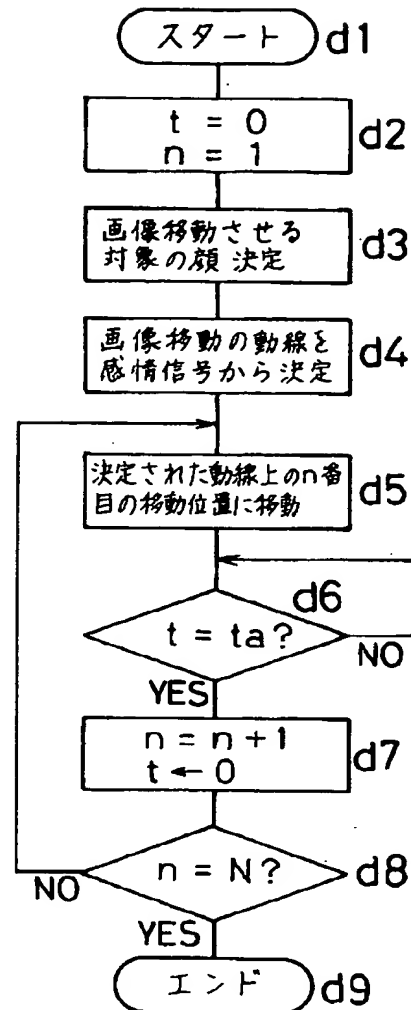 スタート d1
t = 0
n = 1
d2
画像移動させる
対象の顔決定
d3
画像移動の動線を
感情信号から決定
d4
決定された動線上のn番
目の移動位置に移動
d5
d6
t = ta?
NO
YES
n = n+1
t ← 0
d7
n = N?
d8
NO
YES
エンド d9